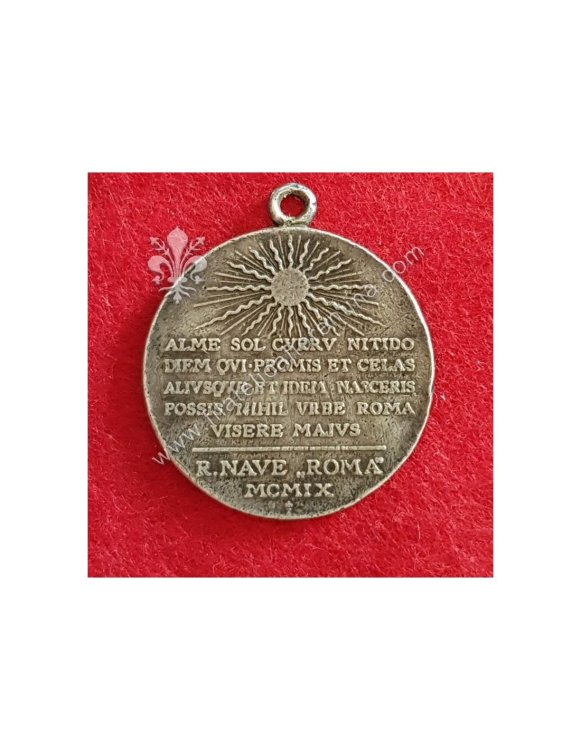 ALME SOL CVRRV NITIDO
DIEM QVI·PROMIS ET CELAS
ALIVSQVE ET IDEM NASCERIS
POSSIS NIHIL VRBE ROMA
VISERE MAIVS
R. NAVE „ROMA"
MCMIX